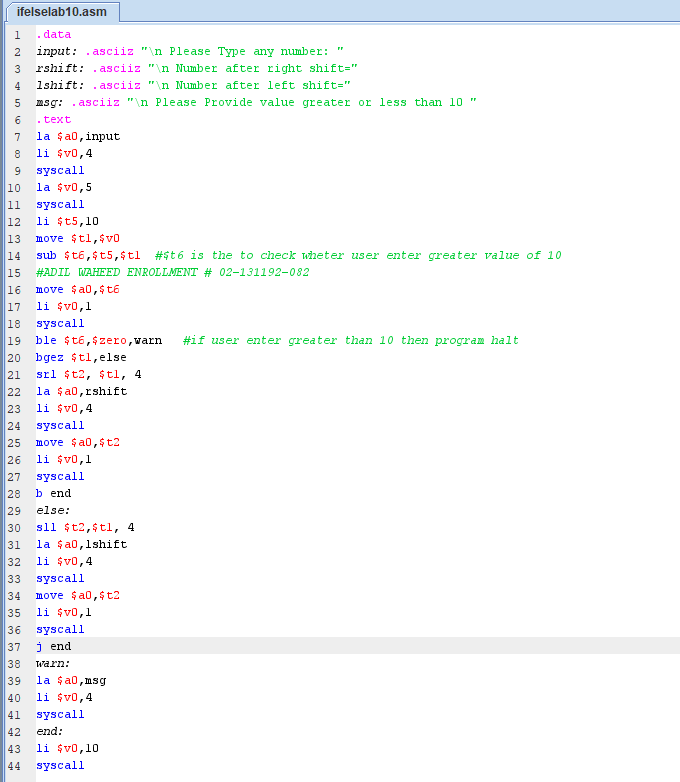 ifelselab10.asm
1 .data
2 input: .asciiz "\n Please Type any number: "
3 rshift: .asciiz "\n Number after right shift="
4 lshift: .asciiz "\n Number after left shift="
5 msg: .asciiz "\n Please Provide value greater or less than 10 "
6 .text
7 la $a0,input
8 li $v0,4
9 syscall
10 la $v0,5
11 syscall
12 li $t5,10
13 move $t1,$v0
14 sub $t6,$t5,$t1 #$t6 is the to check wheter user enter greater value of 10
15 #ADIL WAHEED ENROLLMENT # 02-131192-082
16 move $a0,$t6
17 li $v0,1
18 syscall
19 ble $t6,$zero,warn #if user enter greater than 10 then program halt
20 bgez $t1,else
21 srl $t2, $t1, 4
22 la $a0,rshift
23 li $v0,4
24 syscall
25 move $a0,$t2
26 li $v0,1
27 syscall
28 b end
29 else:
30 sll $t2,$t1, 4
31 la $a0,lshift
32 li $v0,4
33 syscall
34 move $a0,$t2
35 li $v0,1
36 syscall
37 j end
38 warn:
39 la $a0,msg
40 li $v0,4
41 syscall
42 end:
43 li $v0,10
44 syscall